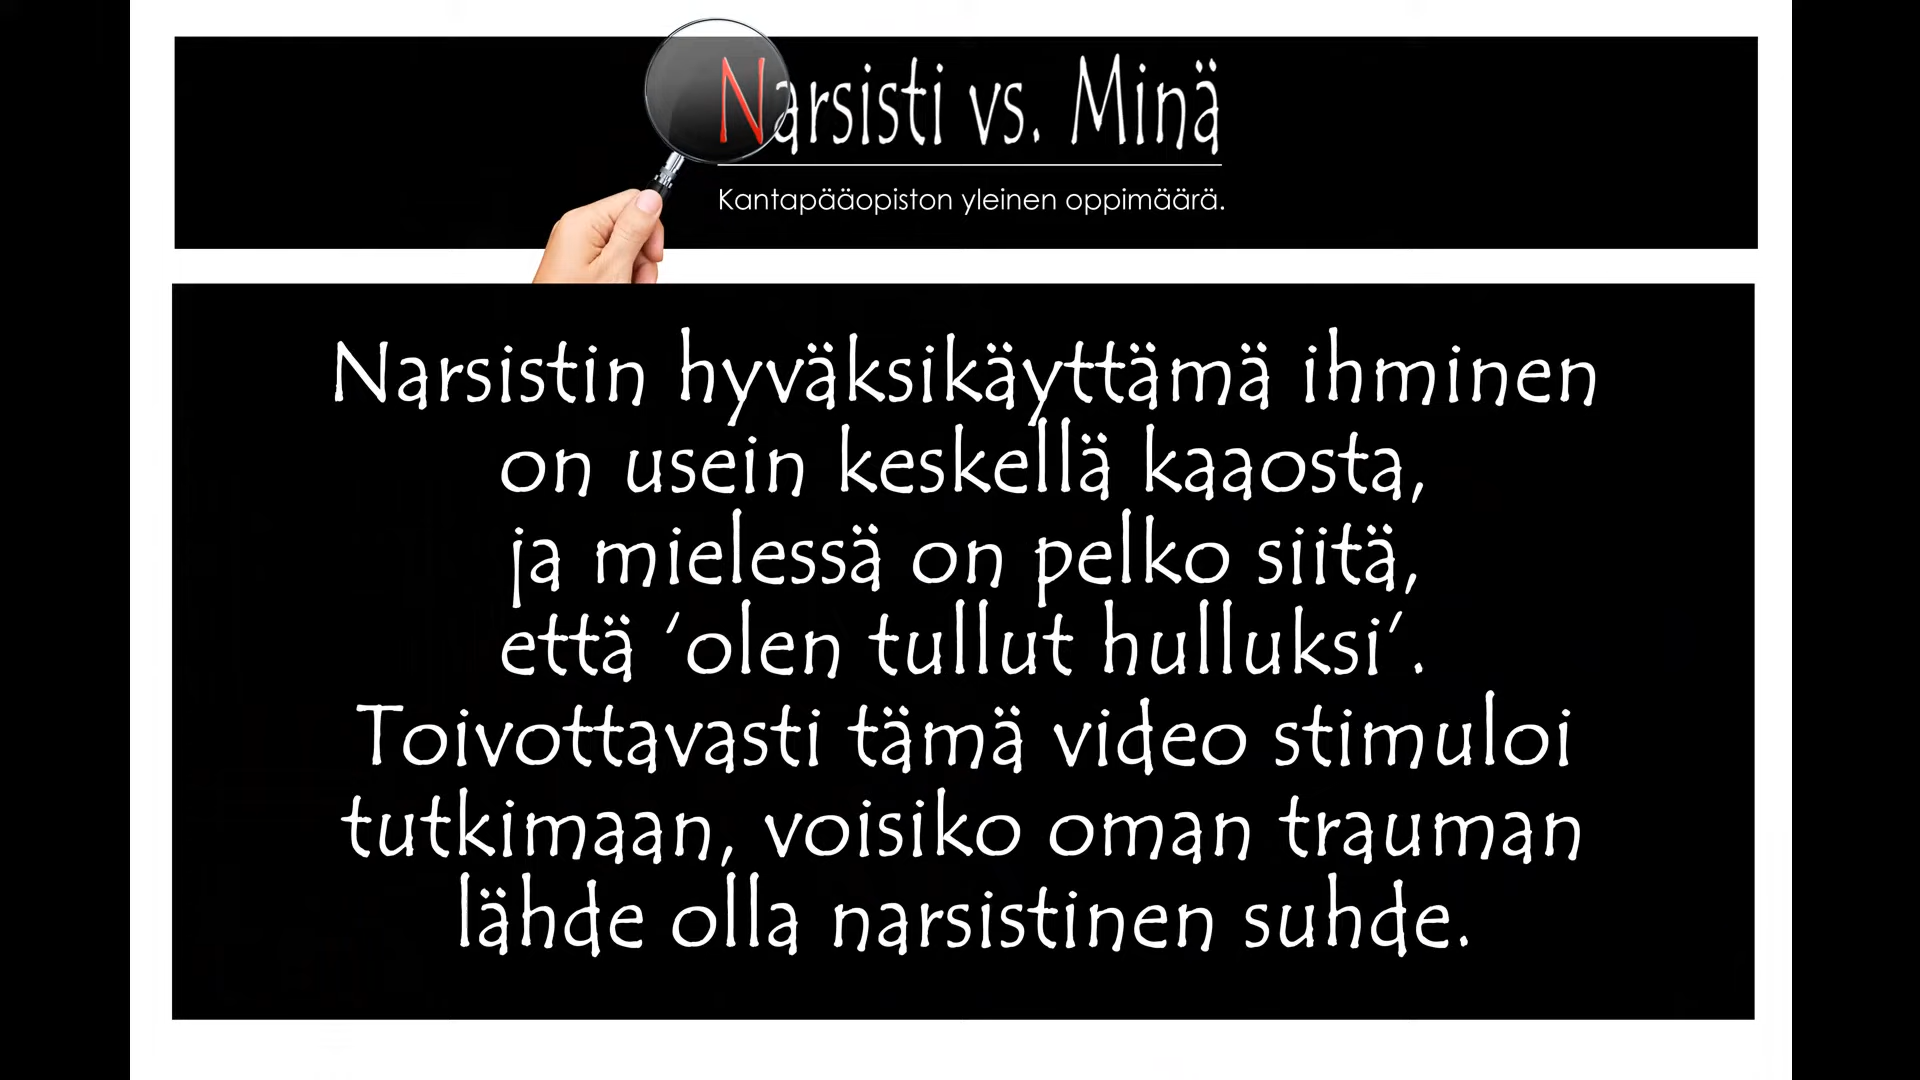 Narsisti vs. Minä
Kantapääopiston yleinen oppimäärä.
Narsistin hyväksikäyttämä ihminen
on usein keskellä kaaosta,
ja mielessä on pelko siitä,
että ‘olen tullut hulluksi’.
Toivottavasti tämä video stimuloi
tutkimaan, voisiko oman trauman
lähde olla narsistinen suhde.